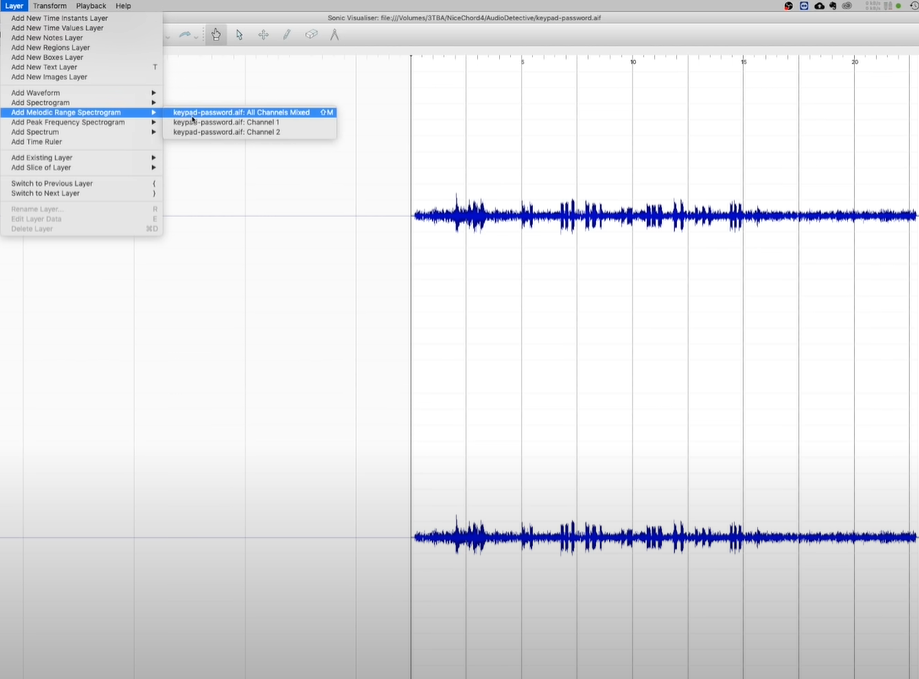 Layer Transform Playback Help
Sonic Visualiser: file:///Volumes/3TBA/NiceChord4/AudioDetective/keypad-password.aif
Add New Time Instants Layer
Add New Time Values Layer
Add New Notes Layer
Add New Regions Layer
Add New Boxes Layer
Add New Text Layer T
Add New Images Layer
Add Waveform
Add Spectrogram
Add Melodic Range Spectrogram
Add Peak Frequency Spectrogram
Add Spectrum
Add Time Ruler
Add Existing Layer
Add Slice of Layer
Switch to Previous Layer (
Switch to Next Layer )
Rename Layer... R
Edit Layer Data E
Delete Layer ⌘D
keypad-password.aif: All Channels Mixed ⇧M
keypad-password.aif: Channel 1
keypad-password.aif: Channel 2
5 10 15 20